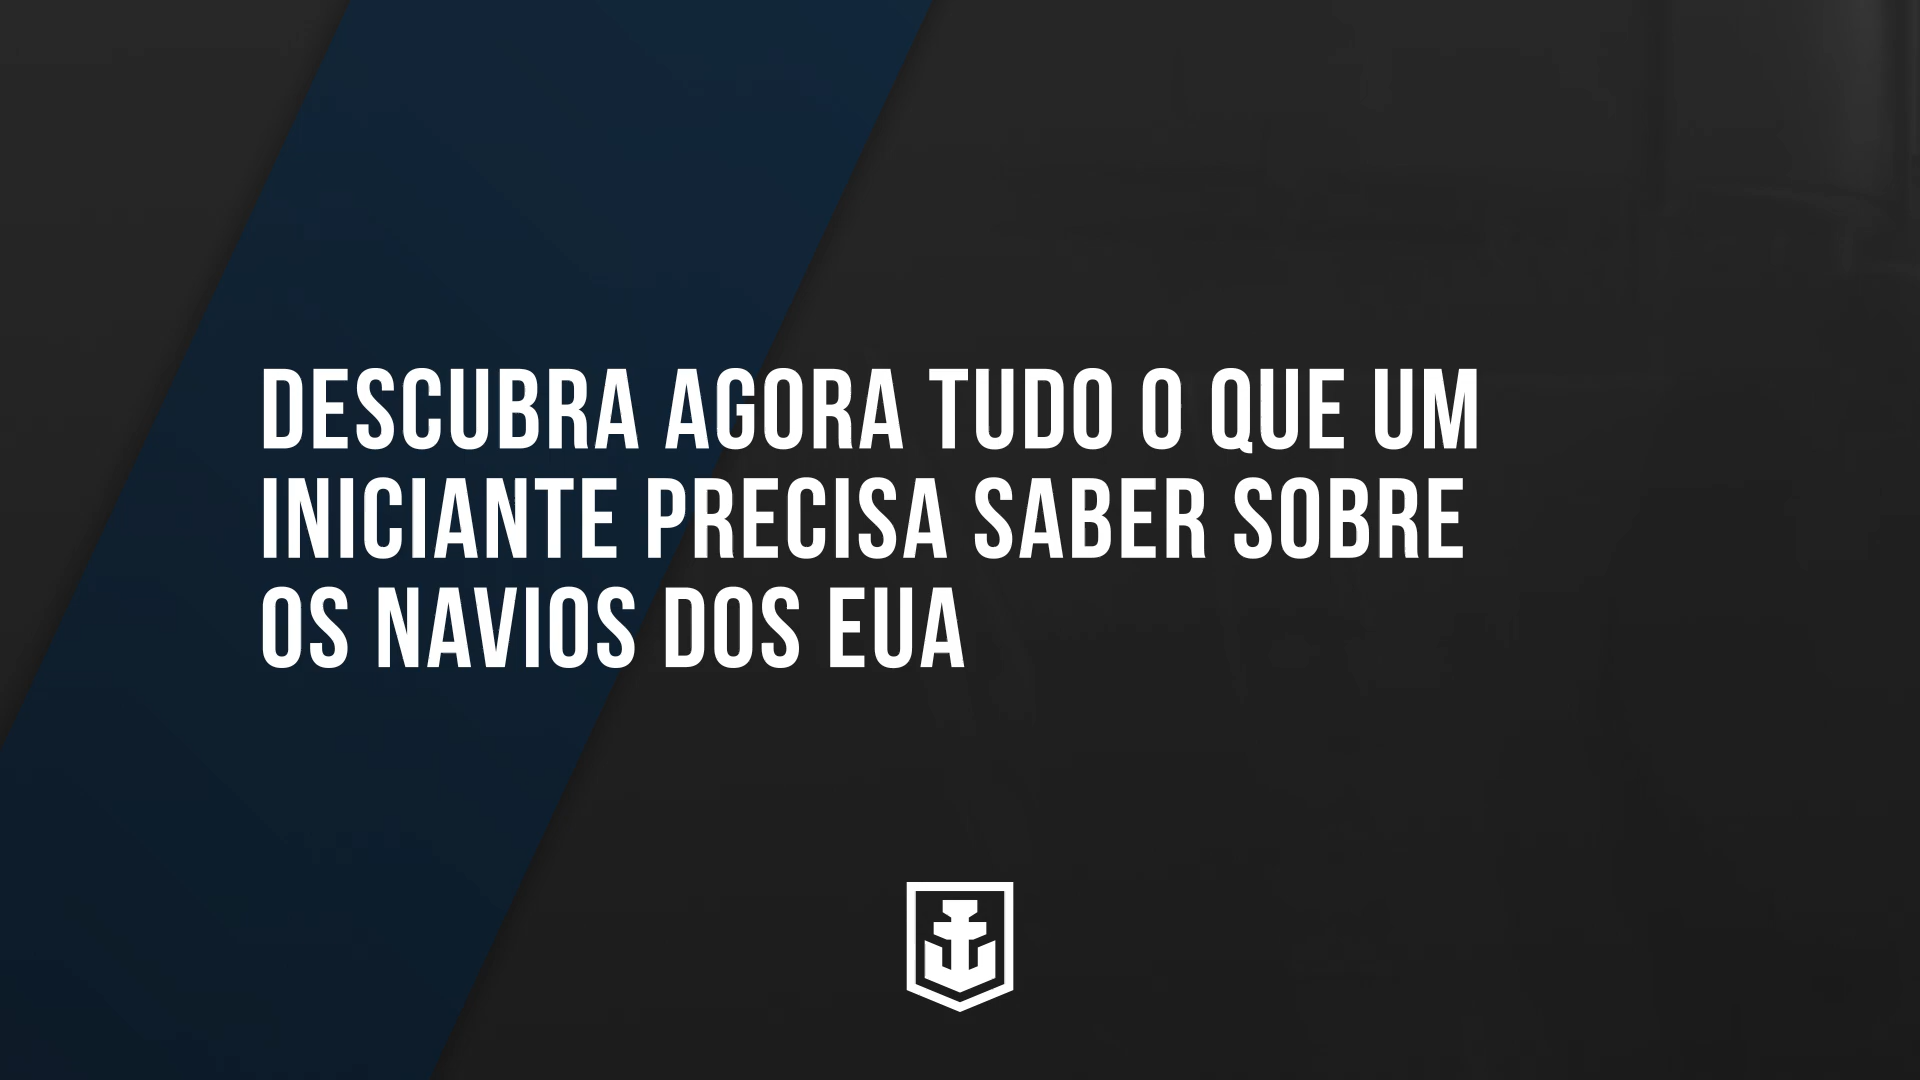 DESCUBRA AGORA TUDO O QUE UM
INICIANTE PRECISA SABER SOBRE
OS NAVIOS DOS EUA